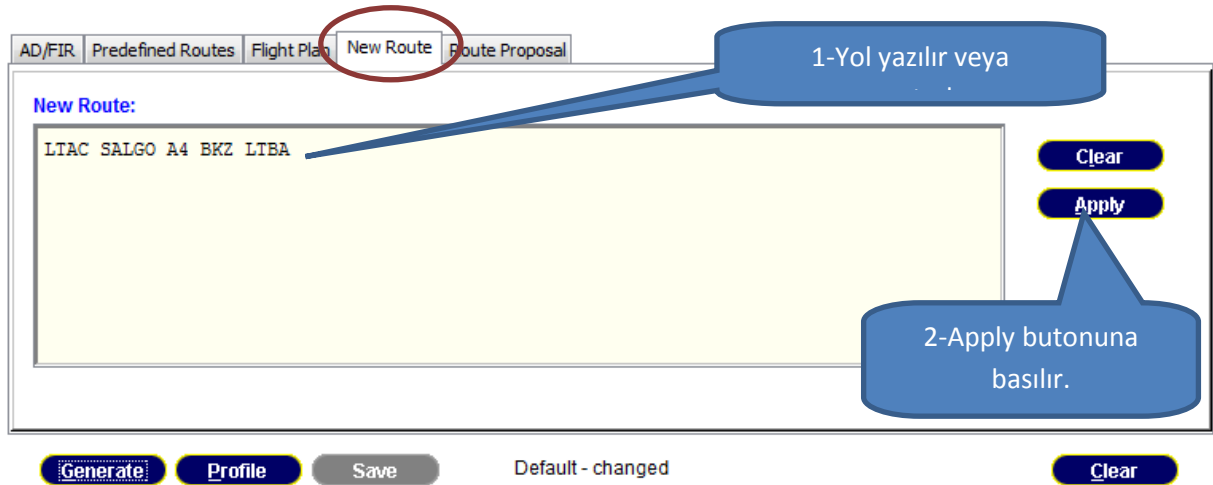 AD/FIR Predefined Routes Flight Plan New Route Route Proposal
1-Yol yazılır veya
New Route:
LTAC SALGO A4 BKZ LTBA
Clear
Apply
2-Apply butonuna
basılır.
Generate Profile Save Default - changed Clear